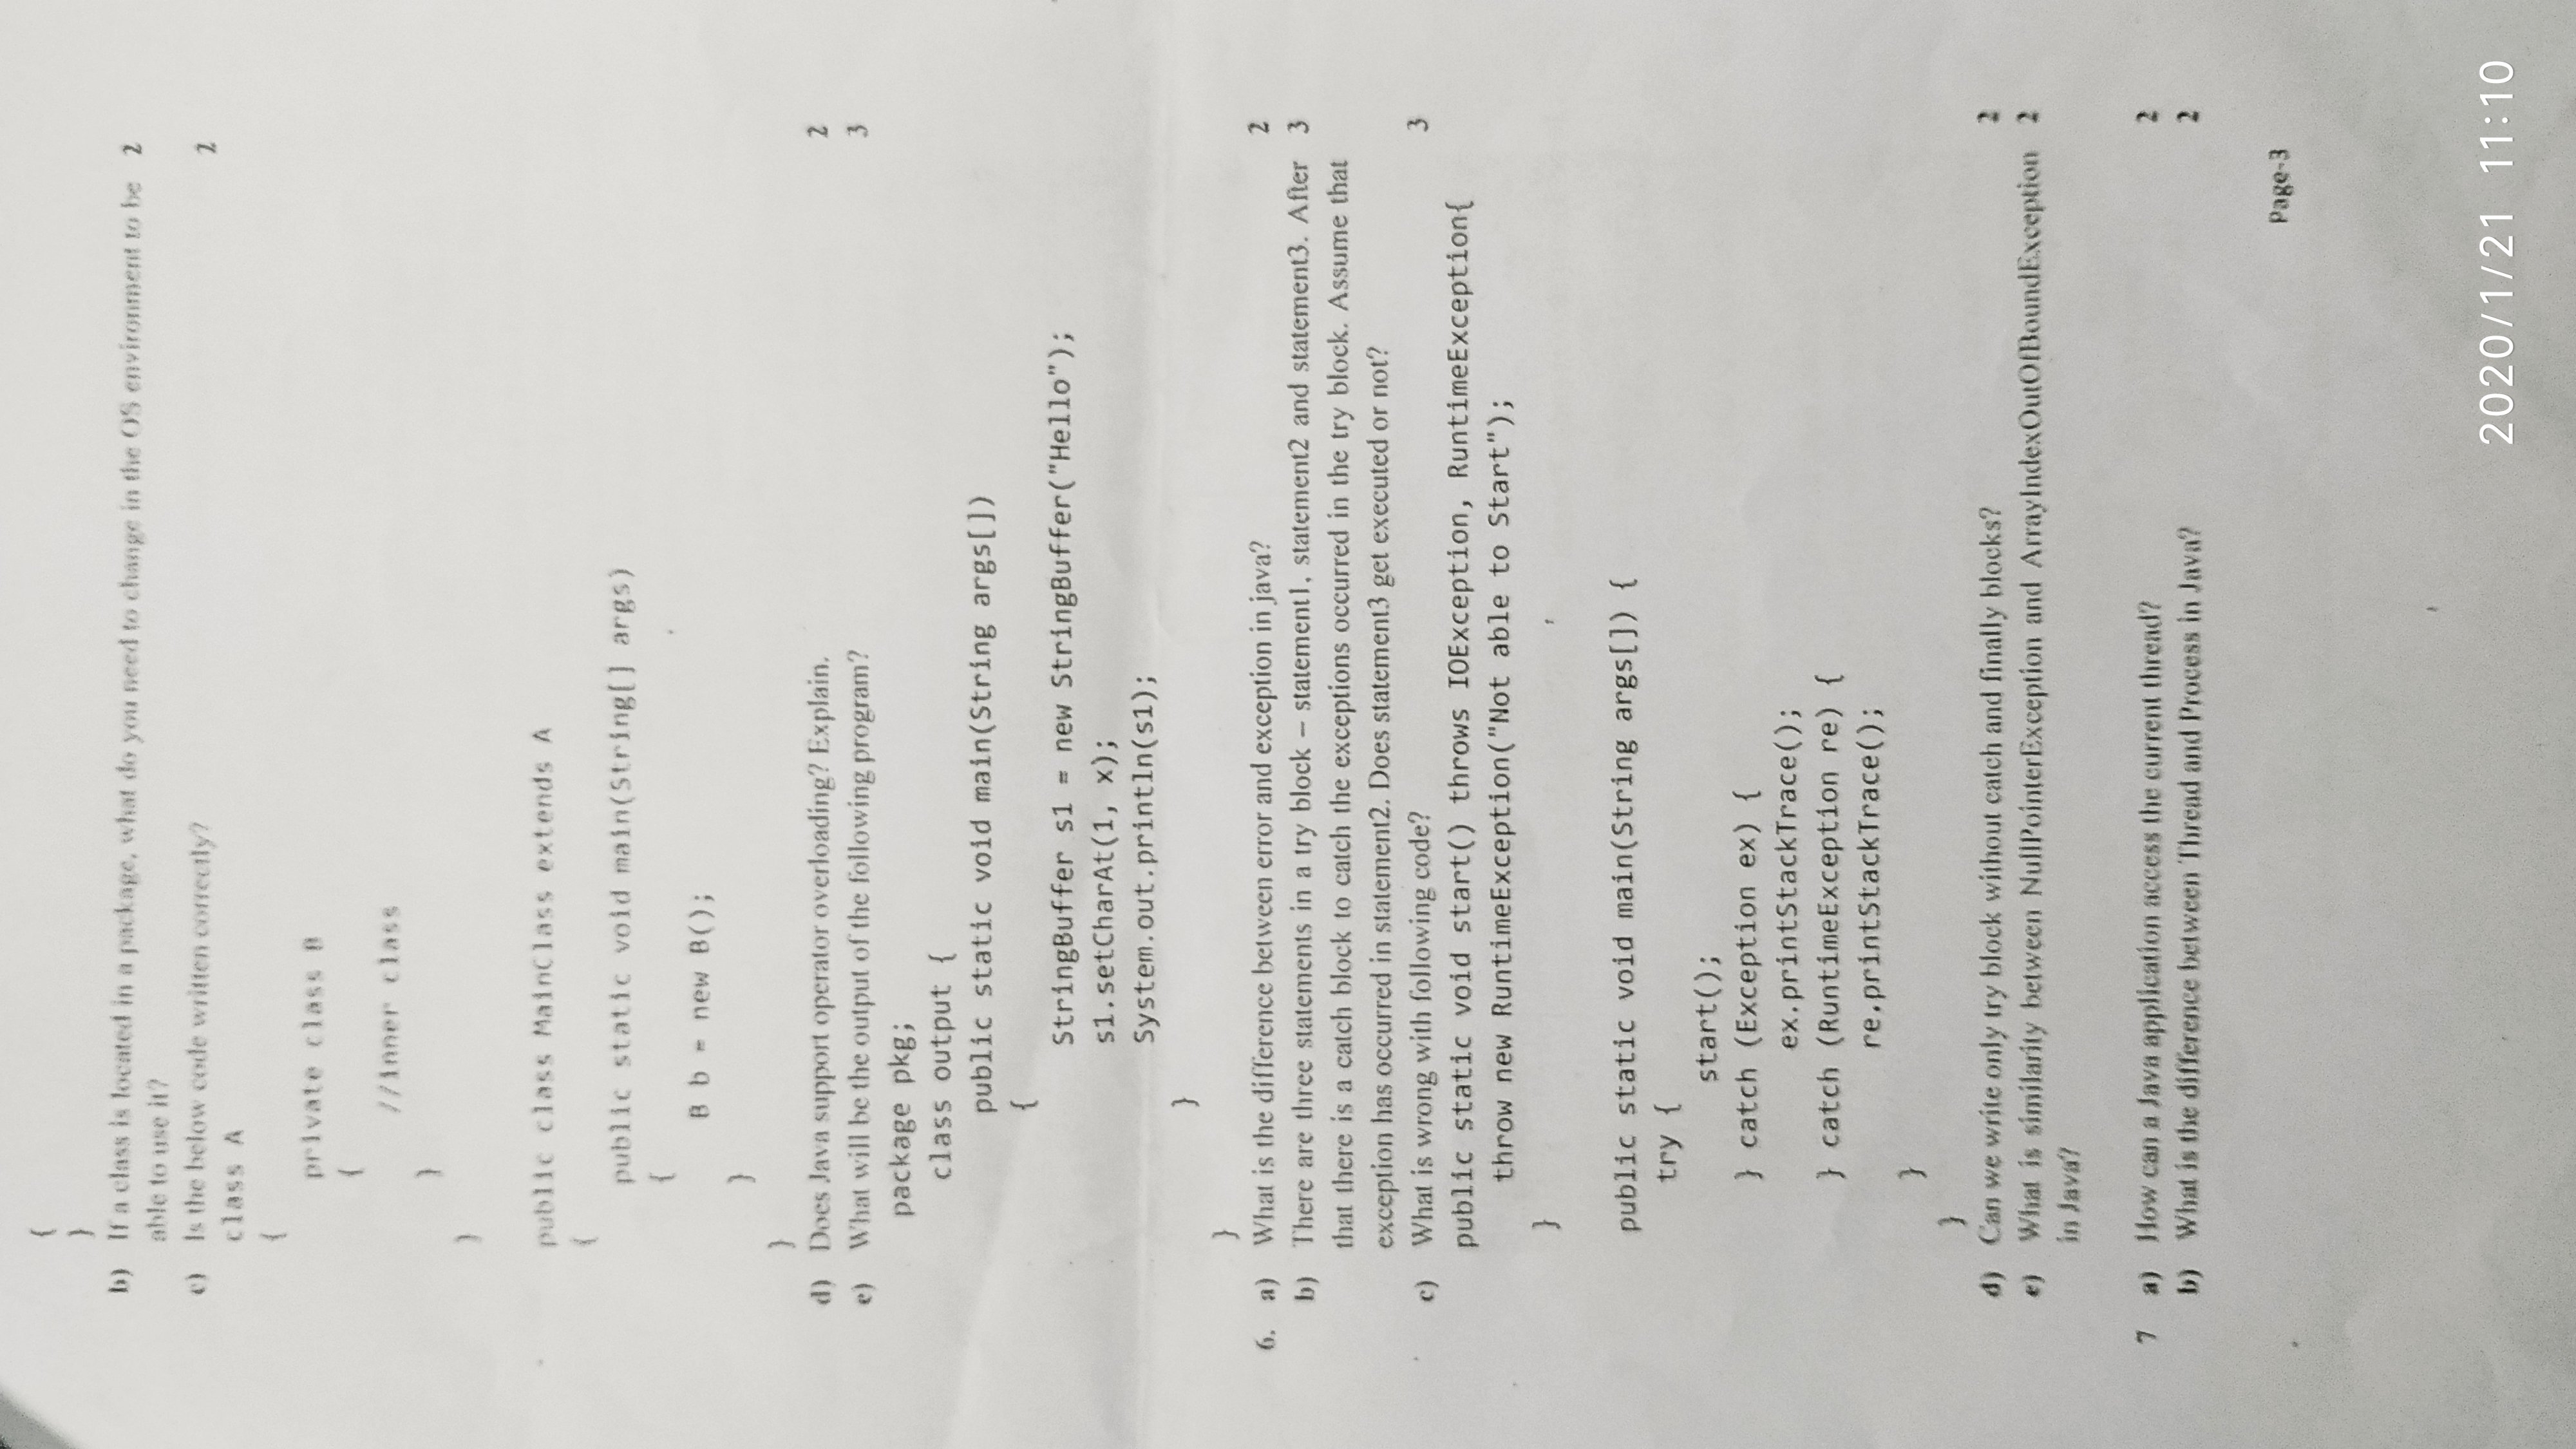 {
}
b) If a class is located in a package, what do you need to change in the OS environment to be 2
able to use it?
c) Is the below code written correctly? 2
class A
{
private class B
{
//inner class
}
}
public class MainClass extends A
{
public static void main(String[] args)
{
B b = new B();
}
}
d) Does Java support operator overloading? Explain. 2
e) What will be the output of the following program? 3
package pkg;
class output {
public static void main(String args[])
{
StringBuffer s1 = new StringBuffer("Hello");
s1.setCharAt(1, x);
System.out.println(s1);
}
}
6. a) What is the difference between error and exception in java? 2
b) There are three statements in a try block – statement1, statement2 and statement3. After 3
that there is a catch block to catch the exceptions occurred in the try block. Assume that
exception has occurred in statement2. Does statement3 get executed or not?
c) What is wrong with following code? 3
public static void start() throws IOException, RuntimeException{
throw new RuntimeException("Not able to Start");
}
public static void main(String args[]) {
try {
start();
} catch (Exception ex) {
ex.printStackTrace();
} catch (RuntimeException re) {
re.printStackTrace();
}
}
d) Can we write only try block without catch and finally blocks? 2
e) What is similarity between NullPointerException and ArrayIndexOutOfBoundException 2
in Java?
7 a) How can a Java application access the current thread? 2
b) What is the difference between Thread and Process in Java? 2
Page-3
2020/1/21 11:10